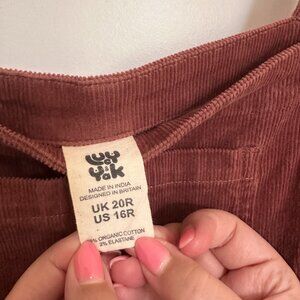 Lucy & Yak
MADE IN INDIA
DESIGNED IN BRITAIN
UK 20R
US 16R
% ORGANIC COTTON
2% ELASTANE